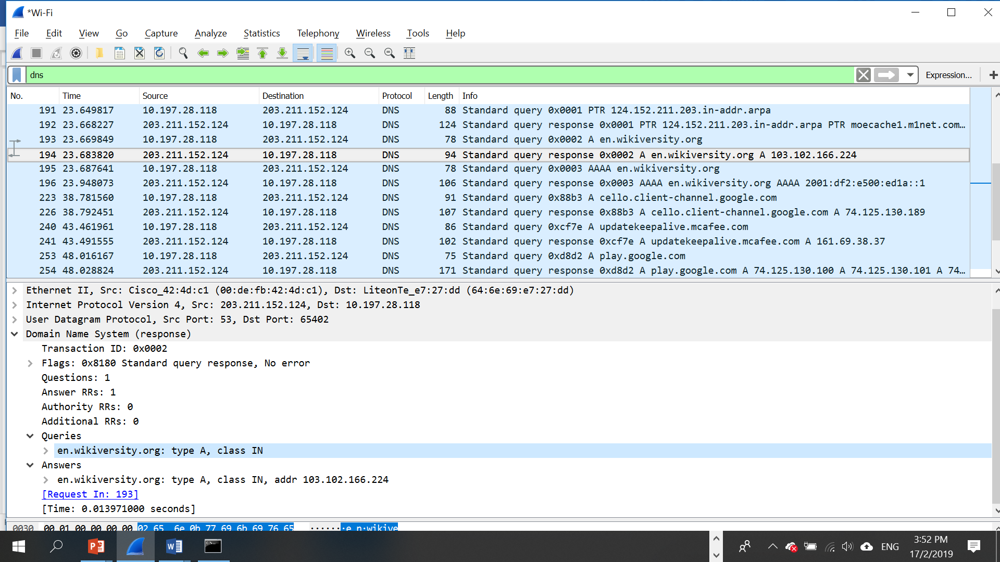 *Wi-Fi
File Edit View Go Capture Analyze Statistics Telephony Wireless Tools Help
dns
Expression... +
No. Time Source Destination Protocol Length Info
191 23.649817 10.197.28.118 203.211.152.124 DNS 88 Standard query 0x0001 PTR 124.152.211.203.in-addr.arpa
192 23.668227 203.211.152.124 10.197.28.118 DNS 124 Standard query response 0x0001 PTR 124.152.211.203.in-addr.arpa PTR moecache1.m1net.com…
193 23.669849 10.197.28.118 203.211.152.124 DNS 78 Standard query 0x0002 A en.wikiversity.org
194 23.683820 203.211.152.124 10.197.28.118 DNS 94 Standard query response 0x0002 A en.wikiversity.org A 103.102.166.224
195 23.687641 10.197.28.118 203.211.152.124 DNS 78 Standard query 0x0003 AAAA en.wikiversity.org
196 23.948073 203.211.152.124 10.197.28.118 DNS 106 Standard query response 0x0003 AAAA en.wikiversity.org AAAA 2001:df2:e500:ed1a::1
223 38.781560 10.197.28.118 203.211.152.124 DNS 91 Standard query 0x88b3 A cello.client-channel.google.com
226 38.792451 203.211.152.124 10.197.28.118 DNS 107 Standard query response 0x88b3 A cello.client-channel.google.com A 74.125.130.189
240 43.461961 10.197.28.118 203.211.152.124 DNS 86 Standard query 0xcf7e A updatekeepalive.mcafee.com
241 43.491555 203.211.152.124 10.197.28.118 DNS 102 Standard query response 0xcf7e A updatekeepalive.mcafee.com A 161.69.38.37
253 48.016167 10.197.28.118 203.211.152.124 DNS 75 Standard query 0xd8d2 A play.google.com
254 48.028824 203.211.152.124 10.197.28.118 DNS 171 Standard query response 0xd8d2 A play.google.com A 74.125.130.100 A 74.125.130.101 A 74…
Ethernet II, Src: Cisco_42:4d:c1 (00:de:fb:42:4d:c1), Dst: LiteonTe_e7:27:dd (64:6e:69:e7:27:dd)
Internet Protocol Version 4, Src: 203.211.152.124, Dst: 10.197.28.118
User Datagram Protocol, Src Port: 53, Dst Port: 65402
Domain Name System (response)
Transaction ID: 0x0002
Flags: 0x8180 Standard query response, No error
Questions: 1
Answer RRs: 1
Authority RRs: 0
Additional RRs: 0
Queries
en.wikiversity.org: type A, class IN
Answers
en.wikiversity.org: type A, class IN, addr 103.102.166.224
[Request In: 193]
[Time: 0.013971000 seconds]
0030 00 01 00 00 00 00 02 65 6e 0b 77 69 6b 69 76 65 ·······e n·wikive
ENG
3:52 PM
17/2/2019